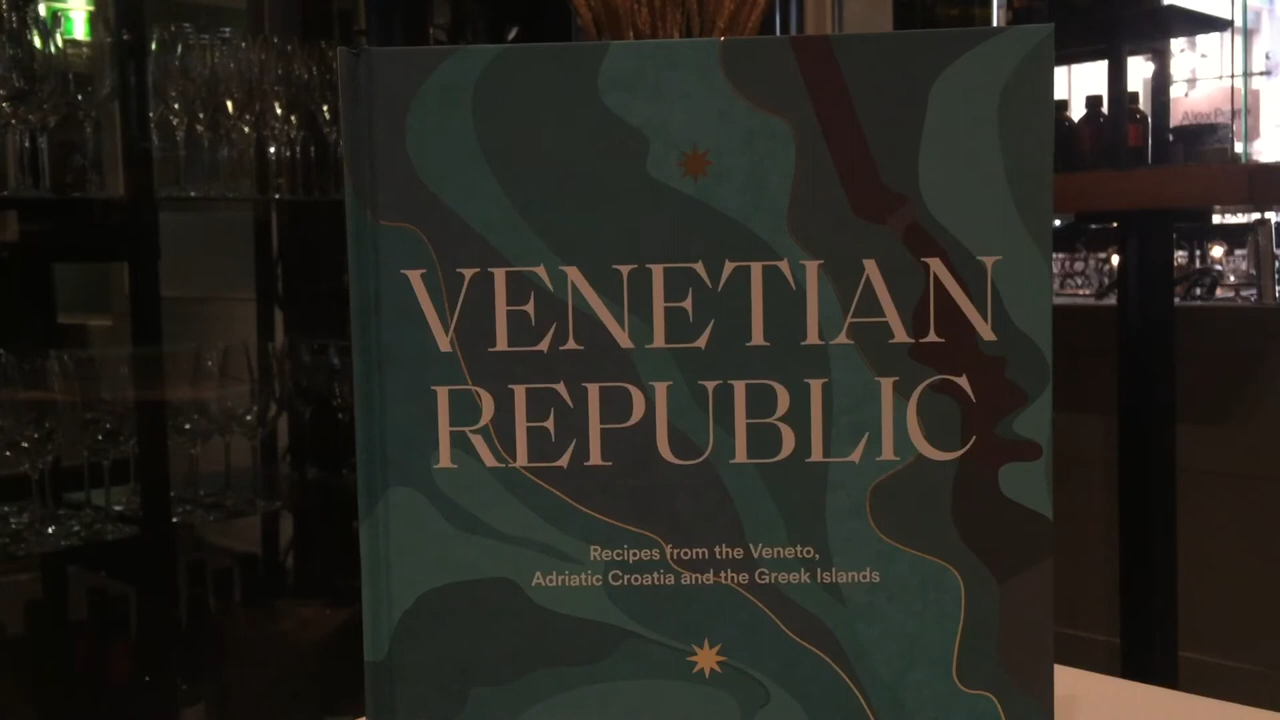 VENETIAN
REPUBLIC
Recipes from the Veneto,
Adriatic Croatia and the Greek Islands